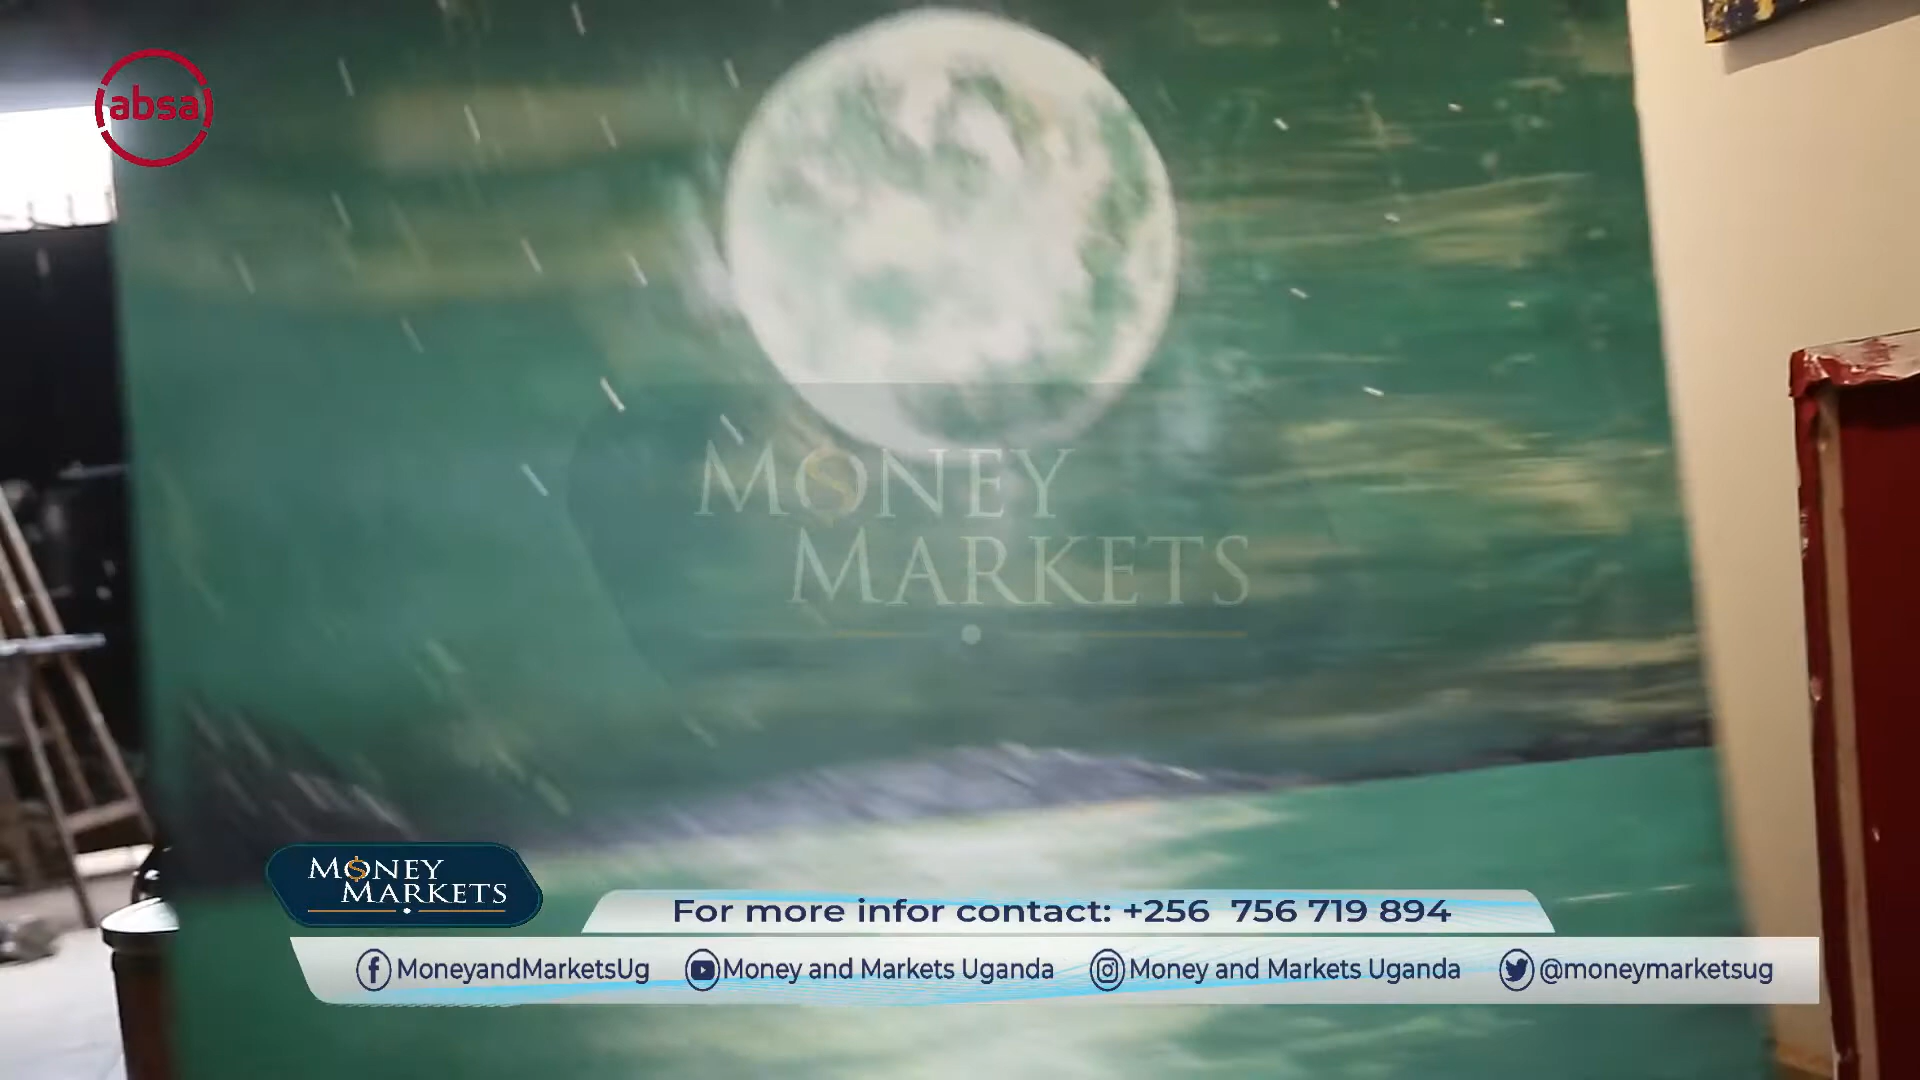 absa
MONEY
MARKETS
MONEY
MARKETS
For more infor contact: +256 756 719 894
MoneyandMarketsUg Money and Markets Uganda Money and Markets Uganda @moneymarketsug